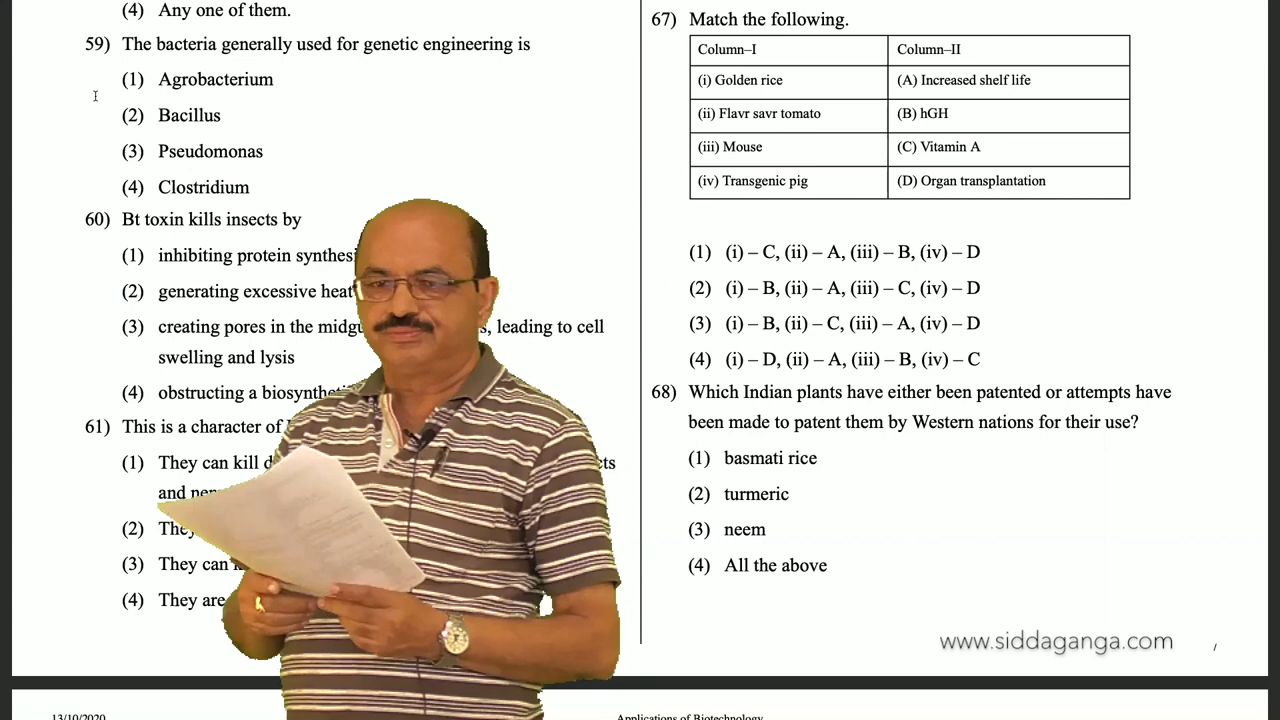 (4) Any one of them.
59) The bacteria generally used for genetic engineering is
(1) Agrobacterium
(2) Bacillus
(3) Pseudomonas
(4) Clostridium
60) Bt toxin kills insects by
(1) inhibiting protein
(2) generating excessive heat
(3) creating pores in the leading to cell
swelling and lysis
(4) obstructing a
61) This is a character of
(1) They can kill
and
(2)
(3) They can
(4) They are
67) Match the following.
Column–I Column–II
(i) Golden rice (A) Increased shelf life
(ii) Flavr savr tomato (B) hGH
(iii) Mouse (C) Vitamin A
(iv) Transgenic pig (D) Organ transplantation
(1) (i) – C, (ii) – A, (iii) – B, (iv) – D
(2) (i) – B, (ii) – A, (iii) – C, (iv) – D
(3) (i) – B, (ii) – C, (iii) – A, (iv) – D
(4) (i) – D, (ii) – A, (iii) – B, (iv) – C
68) Which Indian plants have either been patented or attempts have
been made to patent them by Western nations for their use?
(1) basmati rice
(2) turmeric
(3) neem
(4) All the above
www.siddaganga.com
/
13/10/2020 Applications of Biotechnology